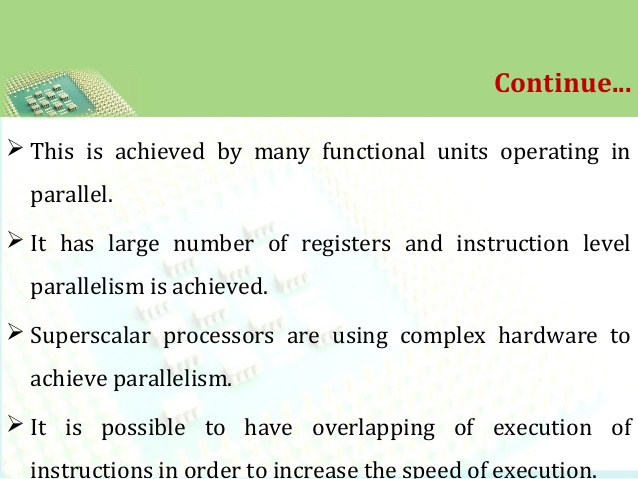 Continue...
This is achieved by many functional units operating in
parallel.
It has large number of registers and instruction level
parallelism is achieved.
Superscalar processors are using complex hardware to
achieve parallelism.
It is possible to have overlapping of execution of
instructions in order to increase the speed of execution.